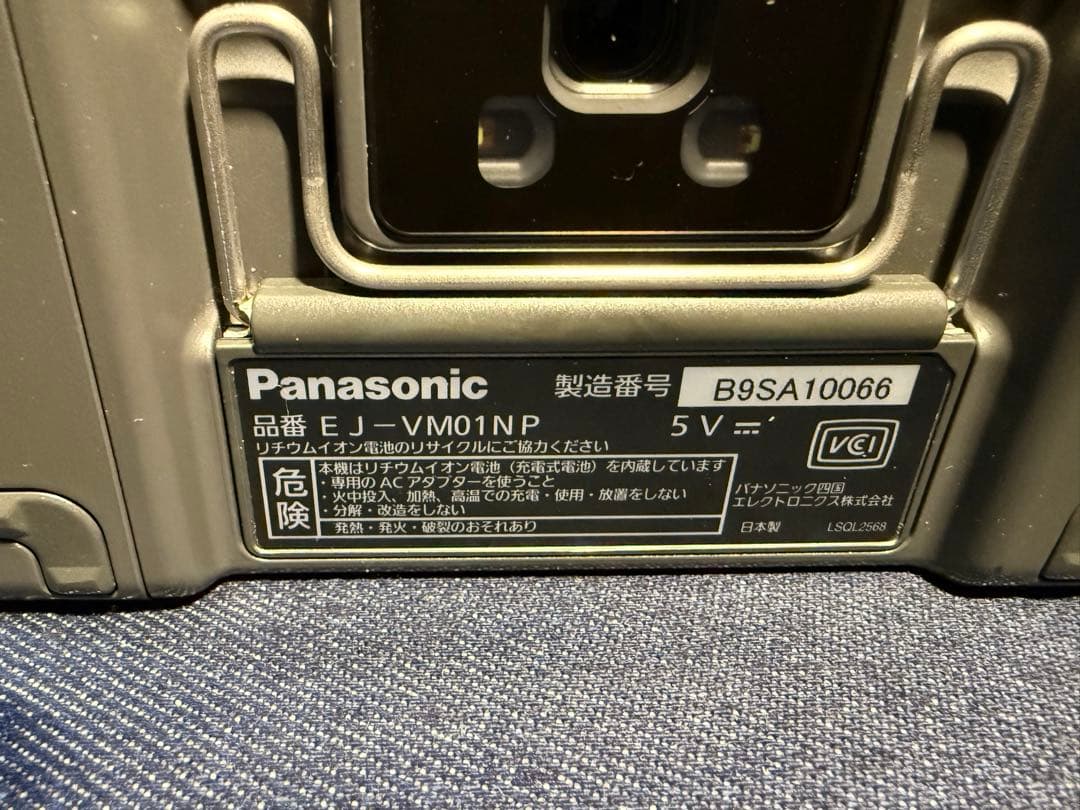 Panasonic 製造番号 B9SA10066
品番 EJ-VM01NP 5V
リチウムイオン電池のリサイクルにご協力ください
VCCI
危険
本機はリチウムイオン電池(充電式電池)を内蔵しています
・専用のACアダプターを使うこと
・火中投入、加熱、高温での充電・使用・放置をしない
・分解・改造をしない
発熱・発火・破裂のおそれあり
パナソニック四国
エレクトロニクス株式会社
日本製 LSQL2568